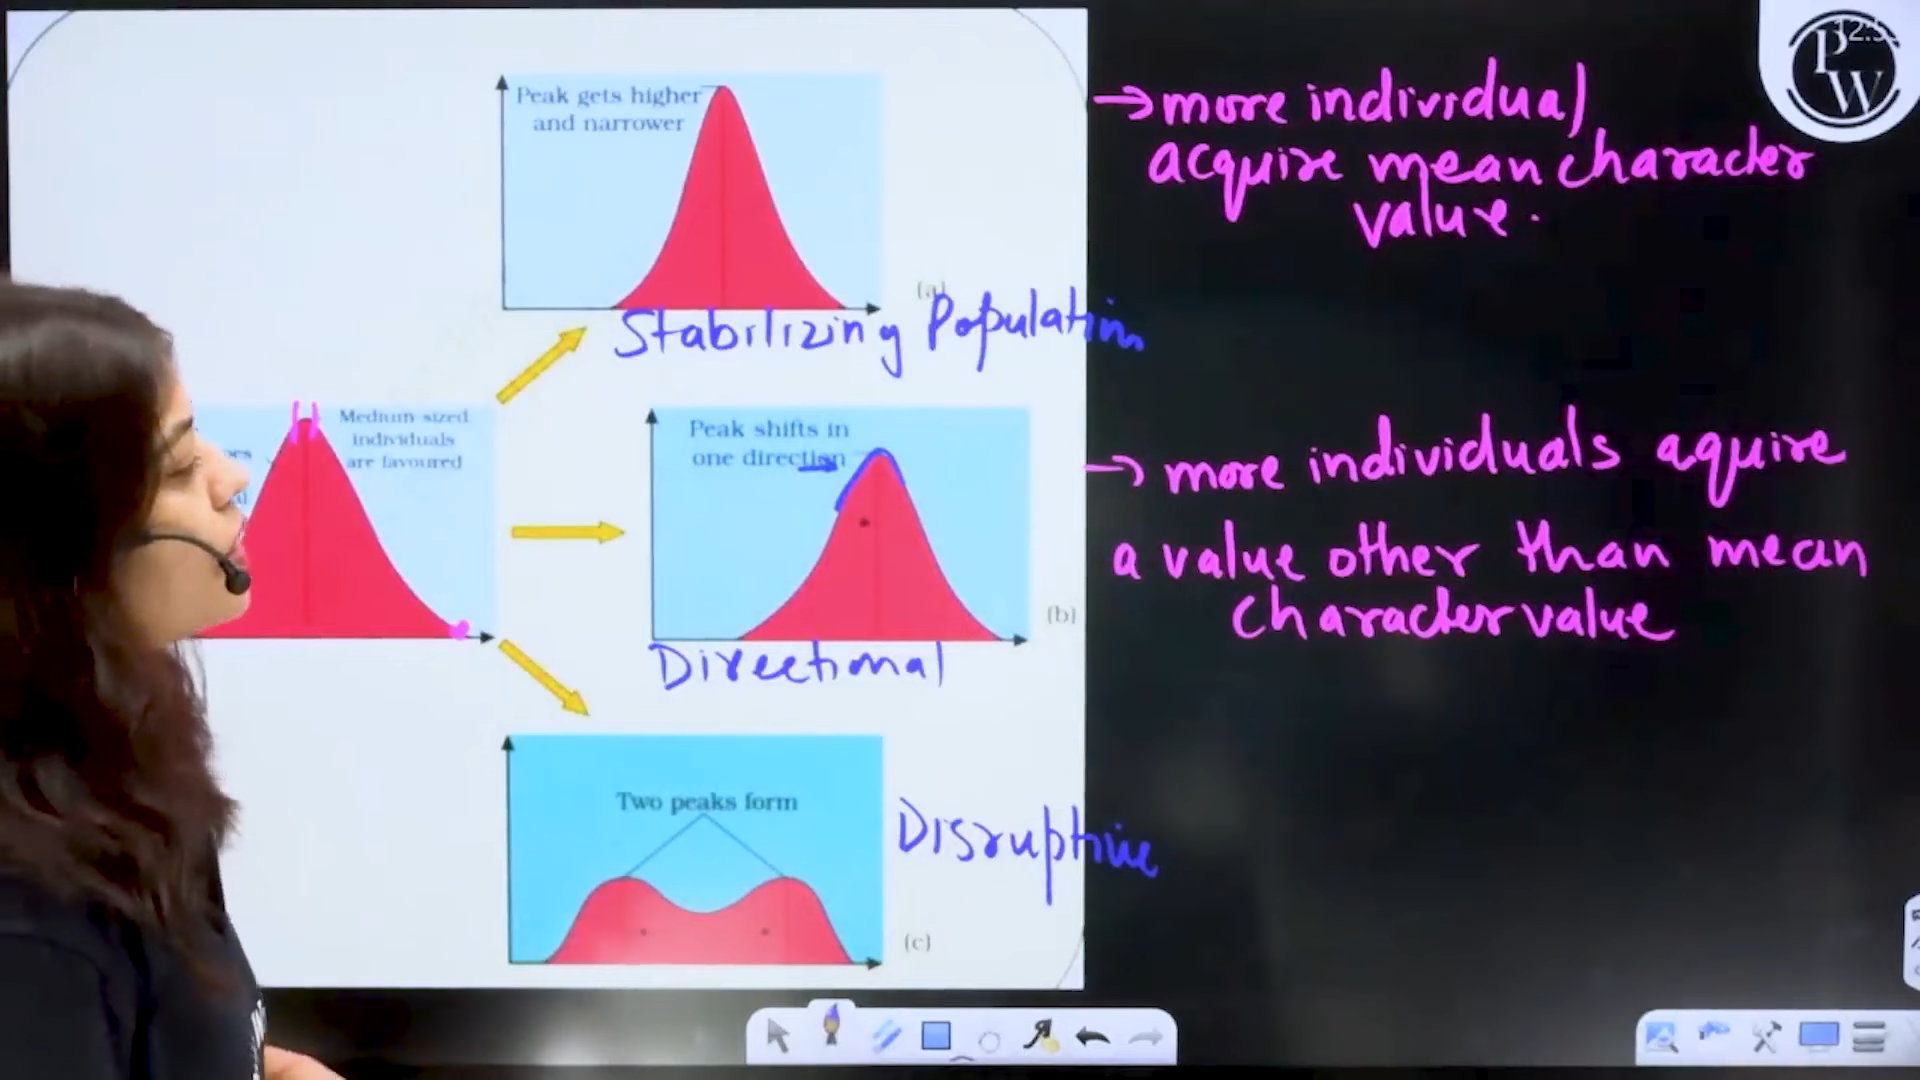 Peak gets higher
and narrower
(a)
→ more individual
acquire mean character
value.
Stabilizing Population
Medium-sized
individuals
are favoured
Peak shifts in
one direction
(b)
→ more individuals aquire
a value other than mean
character value
Directional
Two peaks form
(c)
Disruptive
PW